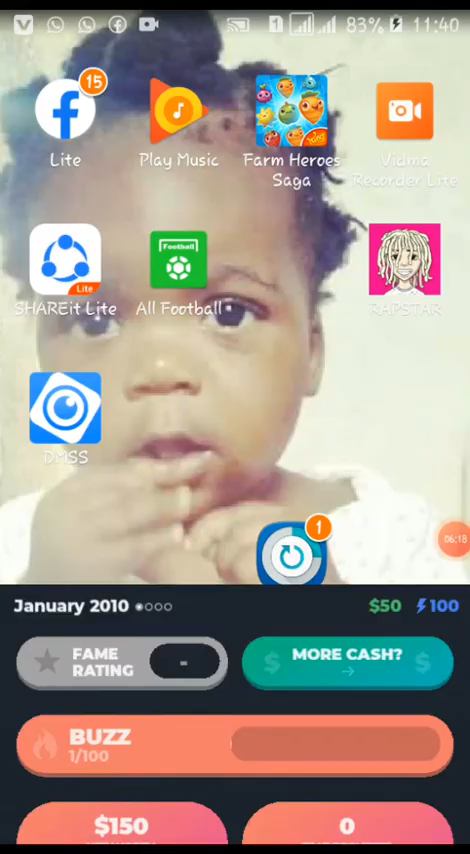 83% 11:40
15
Lite
Play Music
Farm Heroes
Saga
Vidma
Recorder Lite
Lite
SHAREit Lite
Football
All Football
RAPSTAR
DMSS
1
06:18
January 2010
$50
100
FAME
RATING
-
MORE CASH?
BUZZ
1/100
$150
0